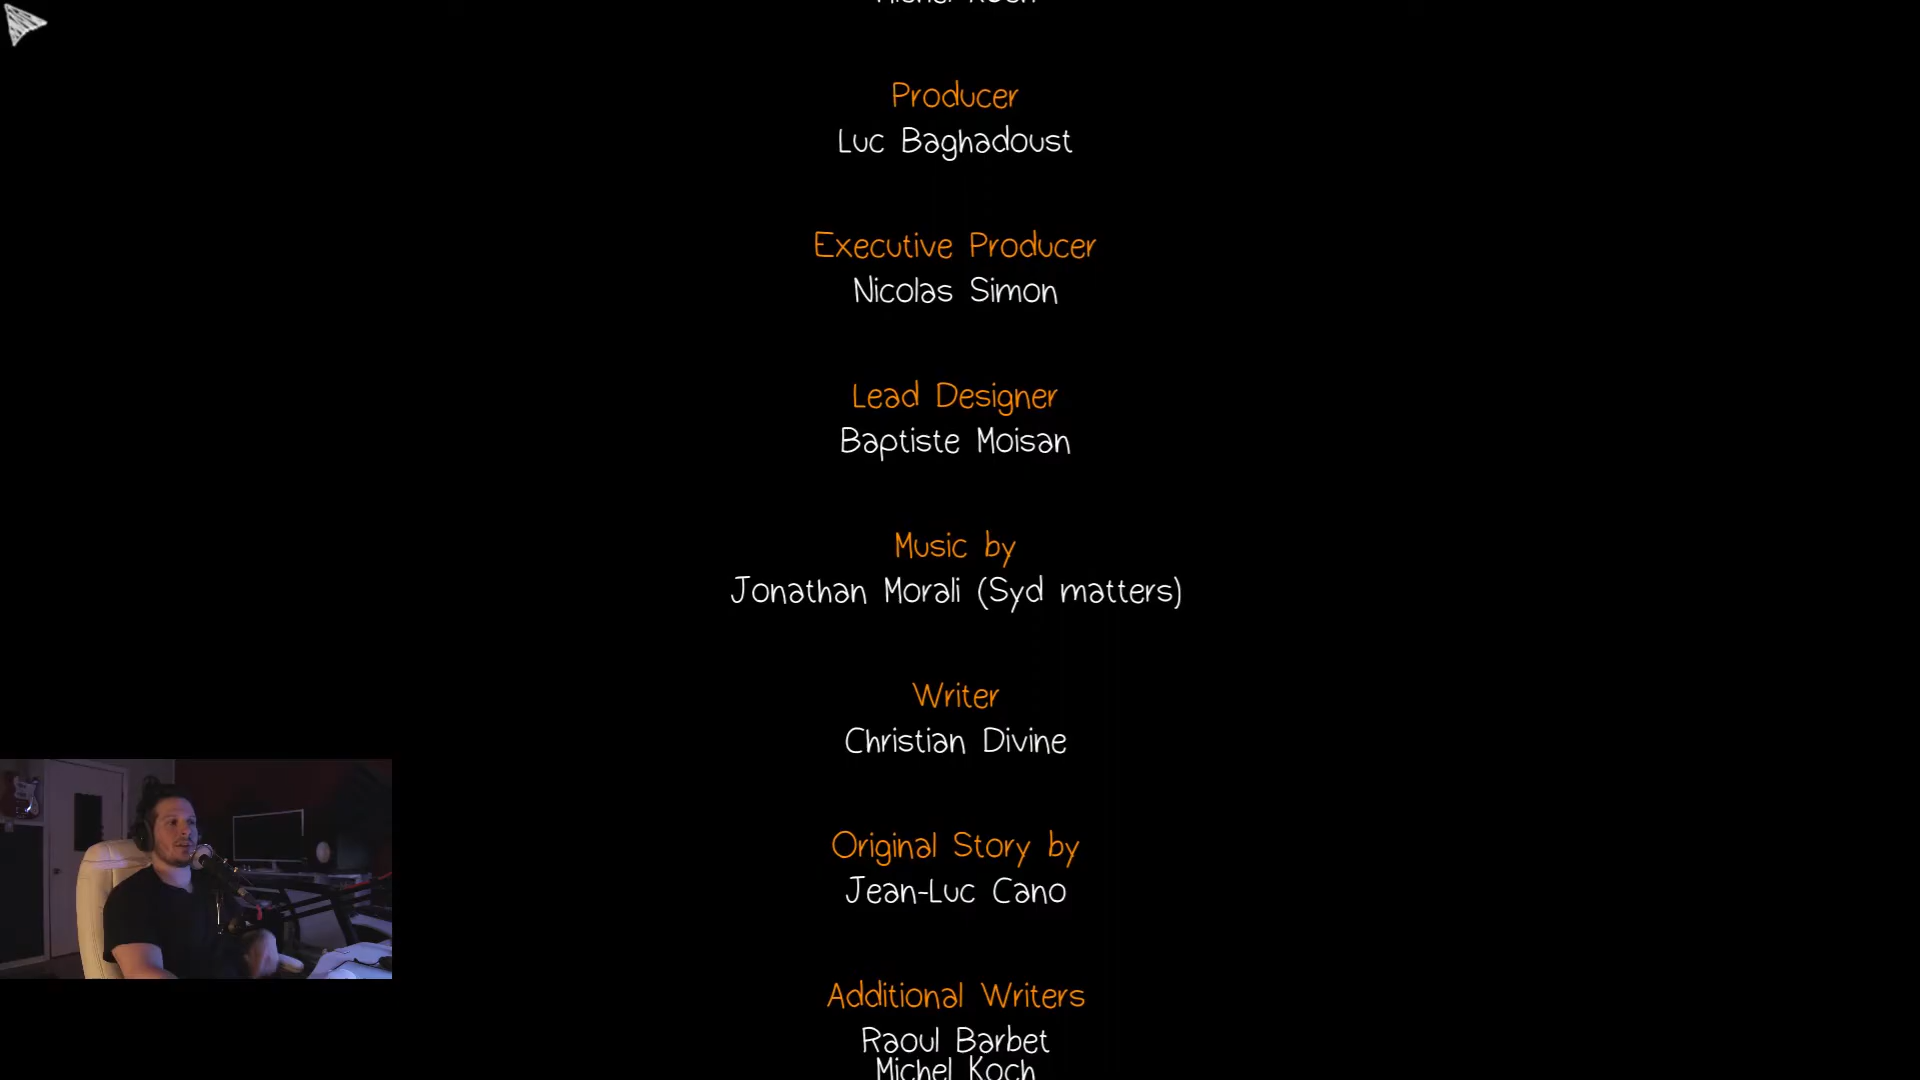 Producer
Luc Baghadoust
Executive Producer
Nicolas Simon
Lead Designer
Baptiste Moisan
Music by
Jonathan Morali (Syd matters)
Writer
Christian Divine
Original Story by
Jean-Luc Cano
Additional Writers
Raoul Barbet
Michel Koch